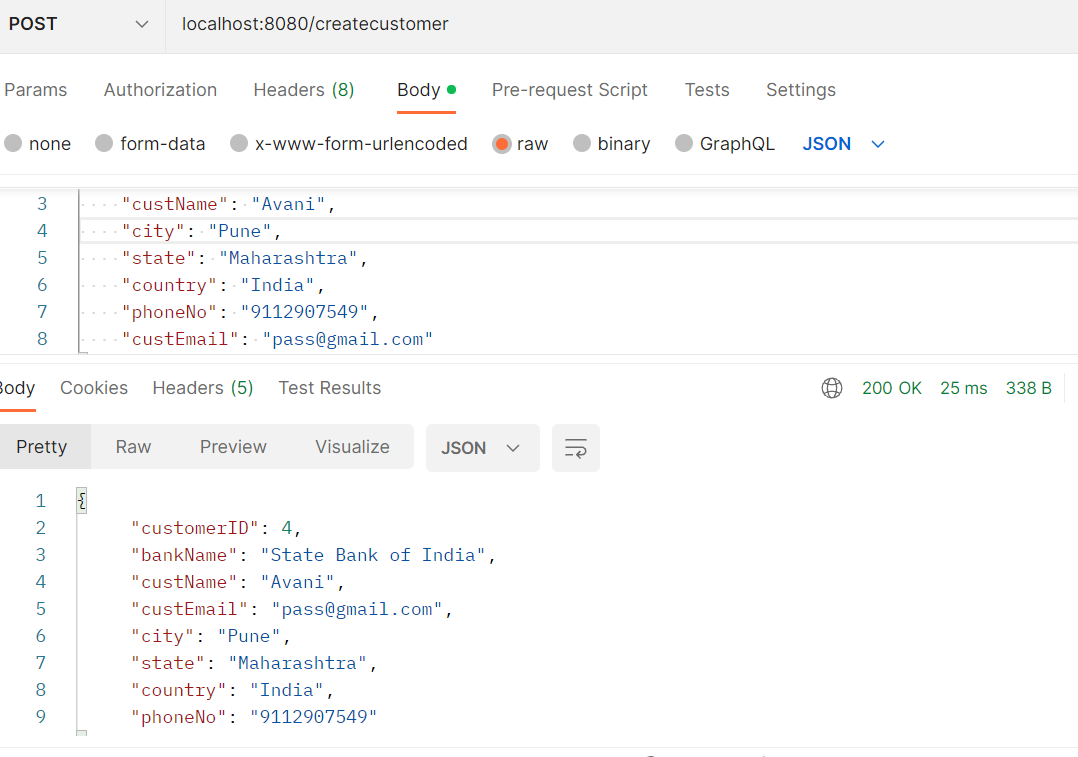 POST localhost:8080/createcustomer
Params Authorization Headers (8) Body Pre-request Script Tests Settings
none form-data x-www-form-urlencoded raw binary GraphQL JSON
3 "custName": "Avani",
4 "city": "Pune",
5 "state": "Maharashtra",
6 "country": "India",
7 "phoneNo": "9112907549",
8 "custEmail": "pass@gmail.com"
Body Cookies Headers (5) Test Results 200 OK 25 ms 338 B
Pretty Raw Preview Visualize JSON
1 {
2 "customerID": 4,
3 "bankName": "State Bank of India",
4 "custName": "Avani",
5 "custEmail": "pass@gmail.com",
6 "city": "Pune",
7 "state": "Maharashtra",
8 "country": "India",
9 "phoneNo": "9112907549"